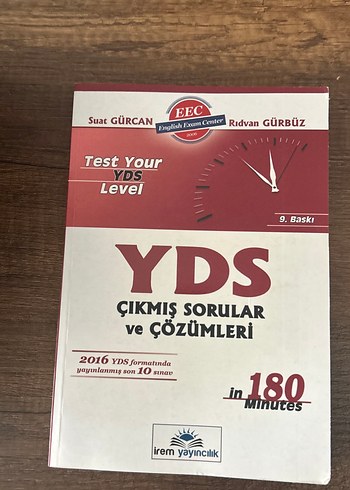 Suat GÜRCAN
EEC
English Exam Center
Rıdvan GÜRBÜZ
Test Your
YDS
Level
9. Baskı
YDS
ÇIKMIŞ SORULAR
ve ÇÖZÜMLERİ
2016 YDS formatında
yayınlanmış son 10 sınav
in 180
Minutes
irem yayıncılık